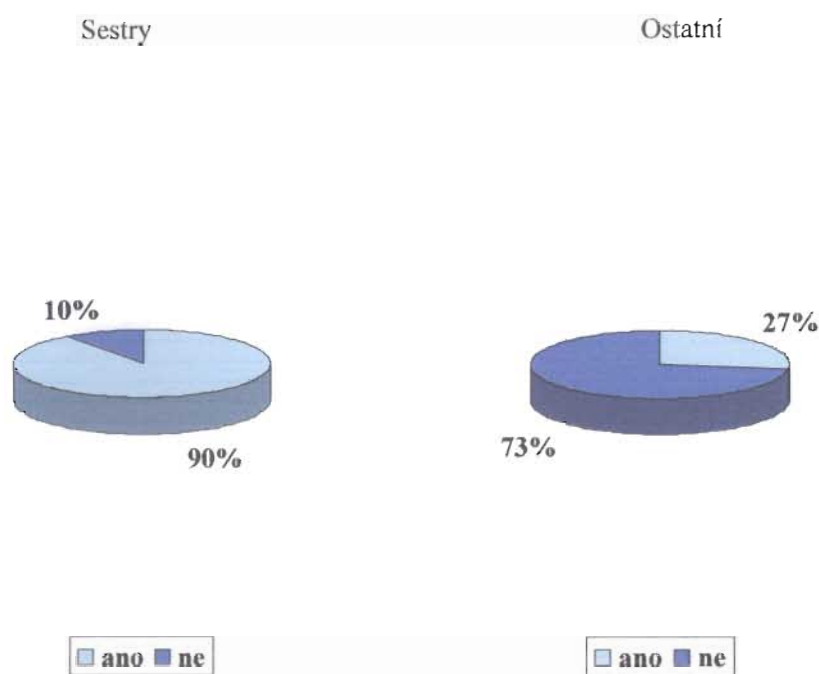 Sestry
Ostatní
10%
90%
27%
73%
ano ne
ano ne